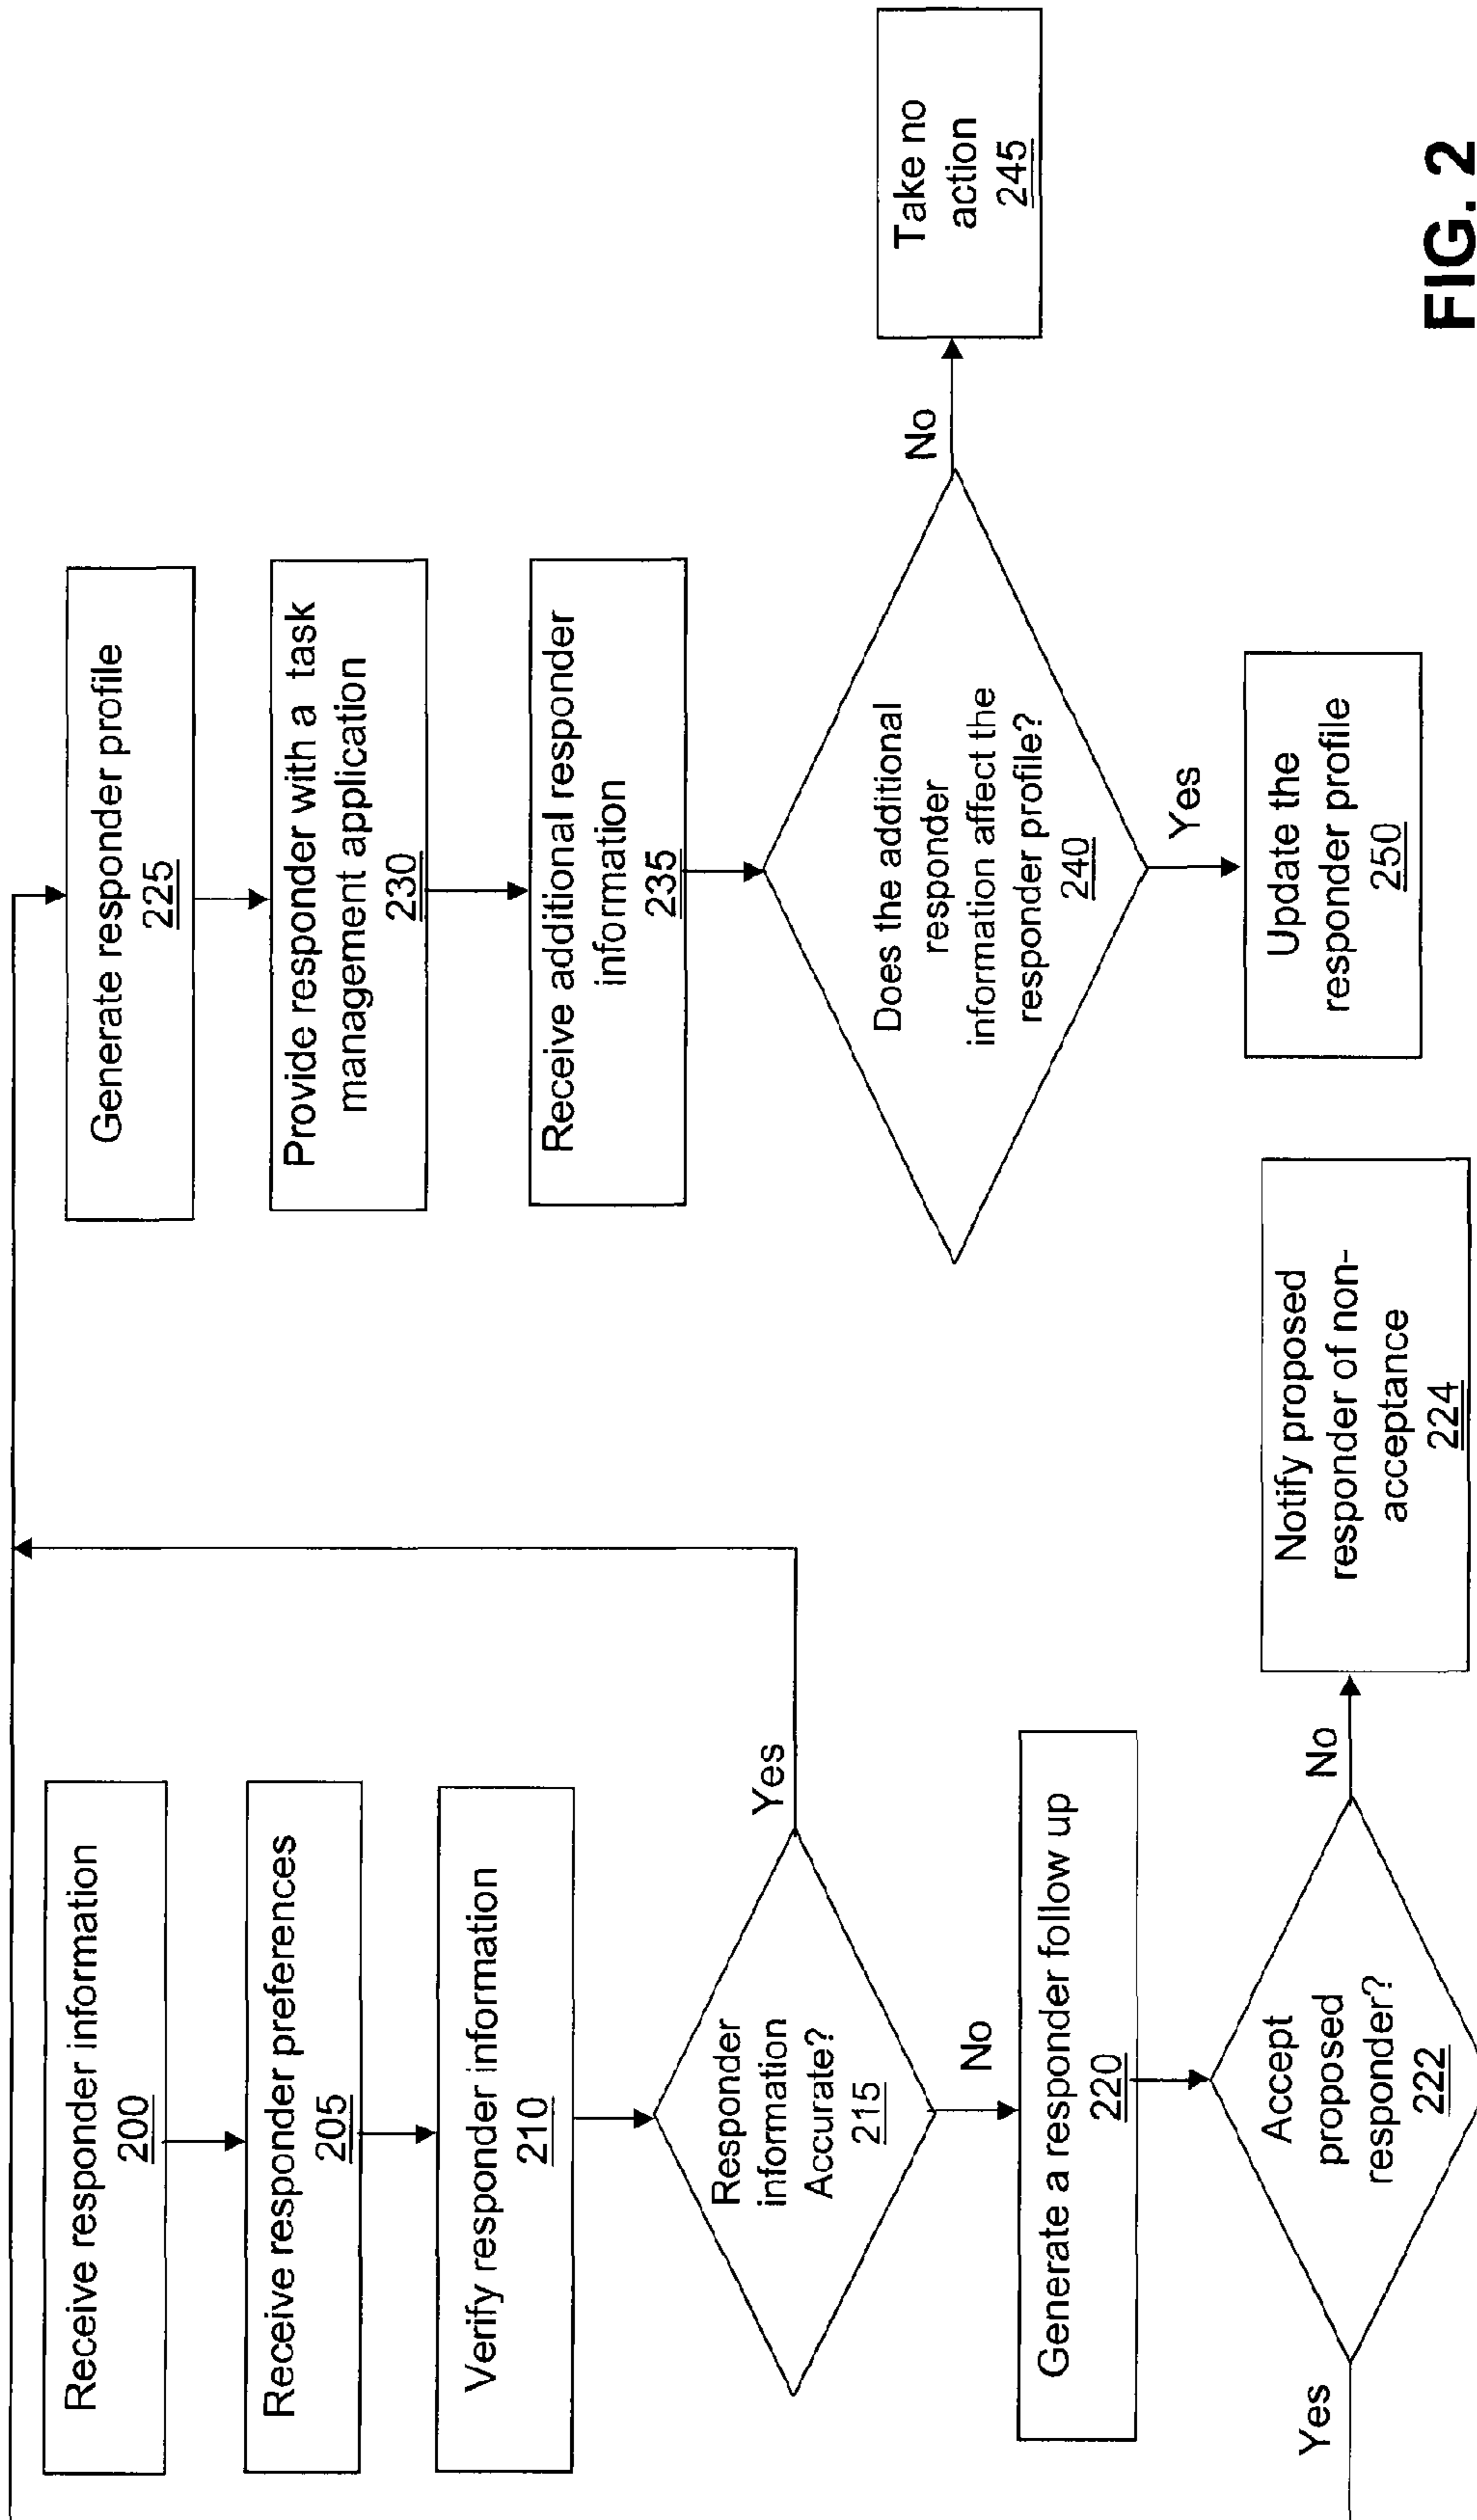 Receive responder information
200
Receive responder preferences
205
Verify responder information
210
Responder
information
Accurate?
215
Yes
No
Generate a responder follow up
220
Accept
proposed
responder?
222
Yes
No
Notify proposed
responder of non-
acceptance
224
Generate responder profile
225
Provide responder with a task
management application
230
Receive additional responder
information
235
Does the additional
responder
information affect the
responder profile?
240
No
Take no
action
245
Yes
Update the
responder profile
250
FIG. 2